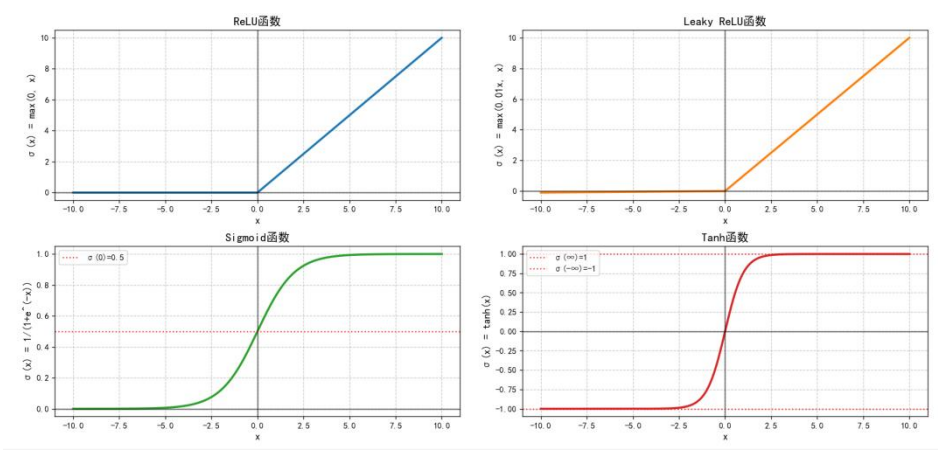 ReLU函数
σ(x) = max(0, x)
10
8
6
4
2
0
-10.0 -7.5 -5.0 -2.5 0.0 2.5 5.0 7.5 10.0
x
Leaky ReLU函数
σ(x) = max(0.01x, x)
10
8
6
4
2
0
-10.0 -7.5 -5.0 -2.5 0.0 2.5 5.0 7.5 10.0
x
Sigmoid函数
σ(x) = 1/(1+e^(-x))
σ(0)=0.5
1.0
0.8
0.6
0.4
0.2
0.0
-10.0 -7.5 -5.0 -2.5 0.0 2.5 5.0 7.5 10.0
x
Tanh函数
σ(x) = tanh(x)
σ(∞)=1
σ(-∞)=-1
1.00
0.75
0.50
0.25
0.00
-0.25
-0.50
-0.75
-1.00
-10.0 -7.5 -5.0 -2.5 0.0 2.5 5.0 7.5 10.0
x